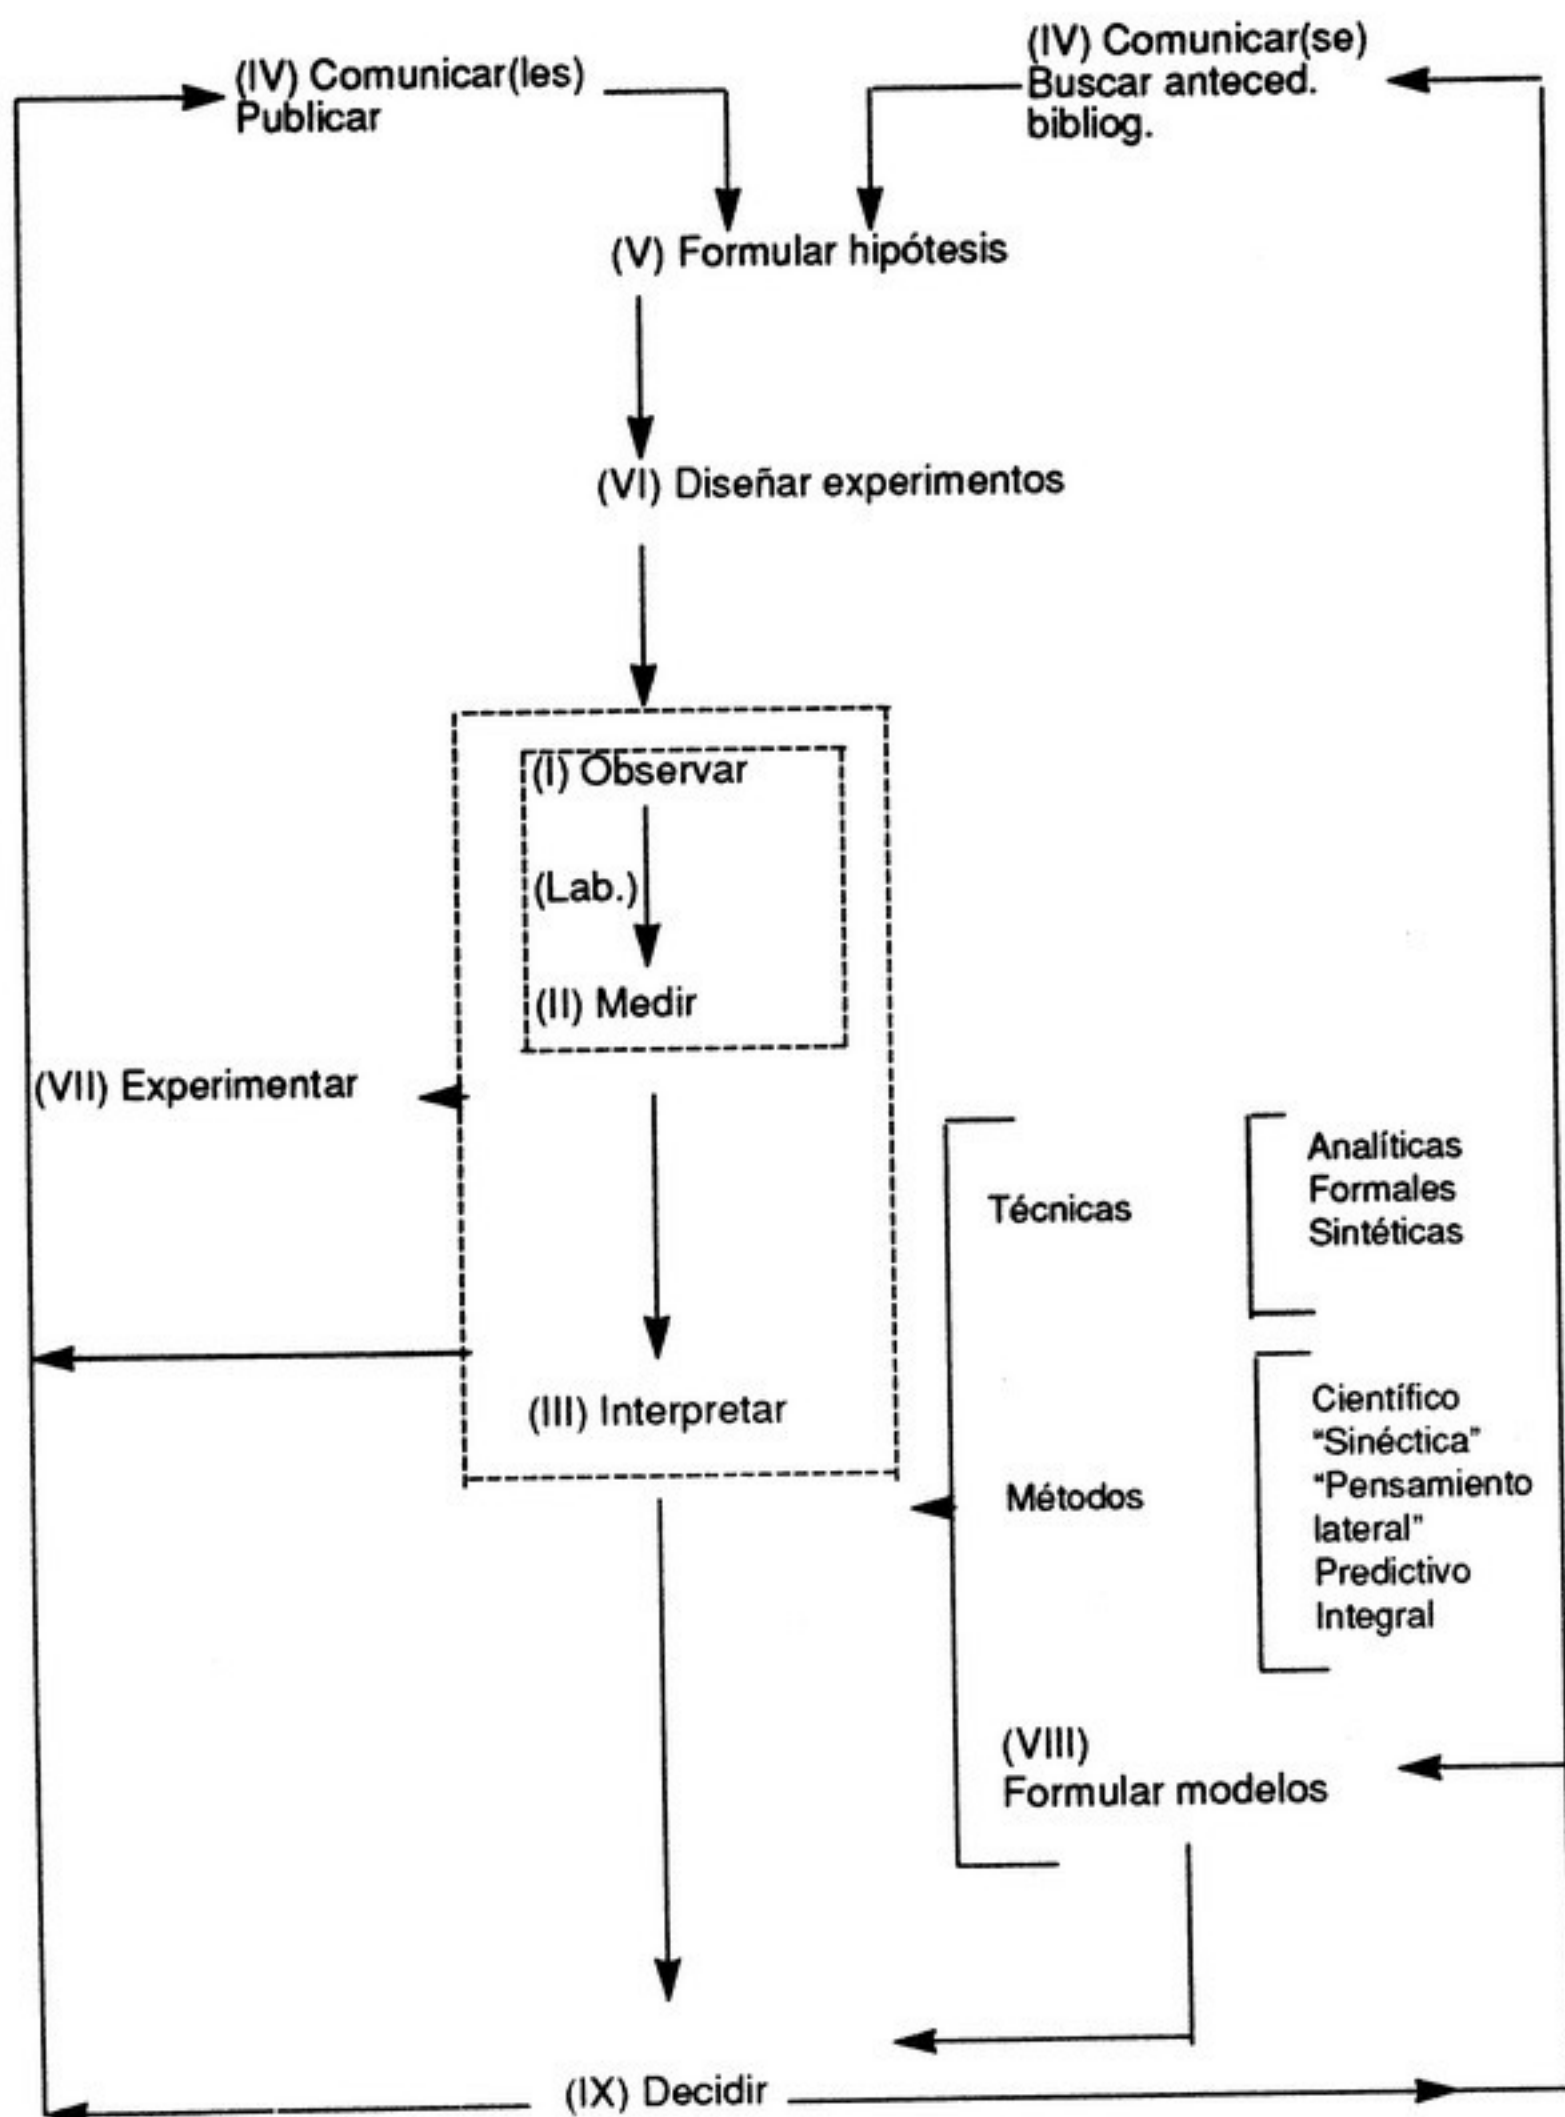 (IV) Comunicar(les)
Publicar
(IV) Comunicar(se)
Buscar anteced.
bibliog.
(V) Formular hipótesis
(VI) Diseñar experimentos
(I) Observar
(Lab.)
(II) Medir
(VII) Experimentar
(III) Interpretar
Técnicas
Analíticas
Formales
Sintéticas
Métodos
Científico
“Sinéctica”
“Pensamiento
lateral”
Predictivo
Integral
(VIII)
Formular modelos
(IX) Decidir